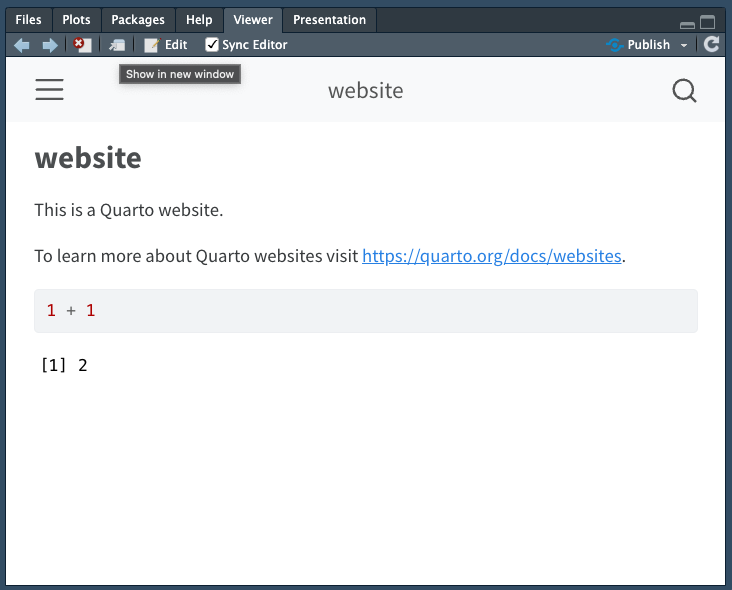 Files Plots Packages Help Viewer Presentation
Edit Sync Editor Publish
Show in new window
website
website
This is a Quarto website.
To learn more about Quarto websites visit https://quarto.org/docs/websites.
1 + 1
[1] 2